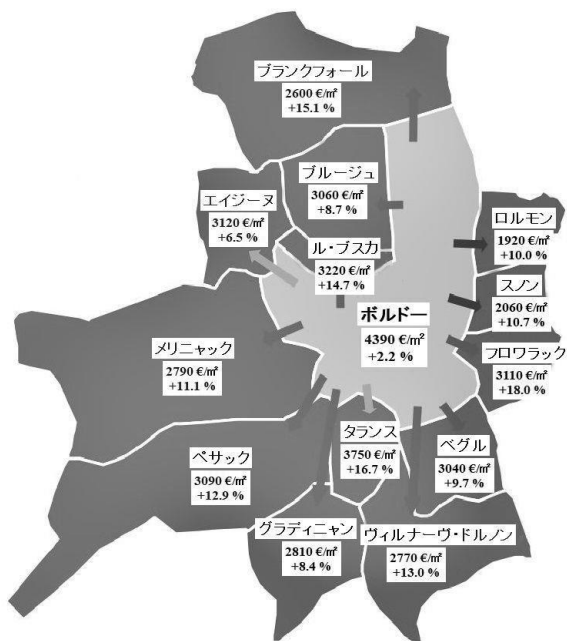 ブランクフォール
2600 €/㎡
+15.1 %
ブルージュ
3060 €/㎡
+8.7 %
エイジーヌ
3120 €/㎡
+6.5 %
ル・ブスカ
3220 €/㎡
+14.7 %
ロルモン
1920 €/㎡
+10.0 %
スノン
2060 €/㎡
+10.7 %
ボルドー
4390 €/㎡
+2.2 %
フロワラック
3110 €/㎡
+18.0 %
メリニャック
2790 €/㎡
+11.1 %
タランス
3750 €/㎡
+16.7 %
ベグル
3040 €/㎡
+9.7 %
ペサック
3090 €/㎡
+12.9 %
グラディニャン
2810 €/㎡
+8.4 %
ヴィルナーヴ・ドルノン
2770 €/㎡
+13.0 %